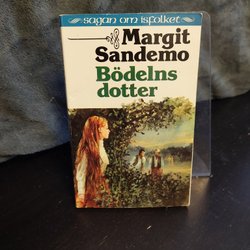 sagan om isfolket
Margit
Sandemo
Bödelns
dotter